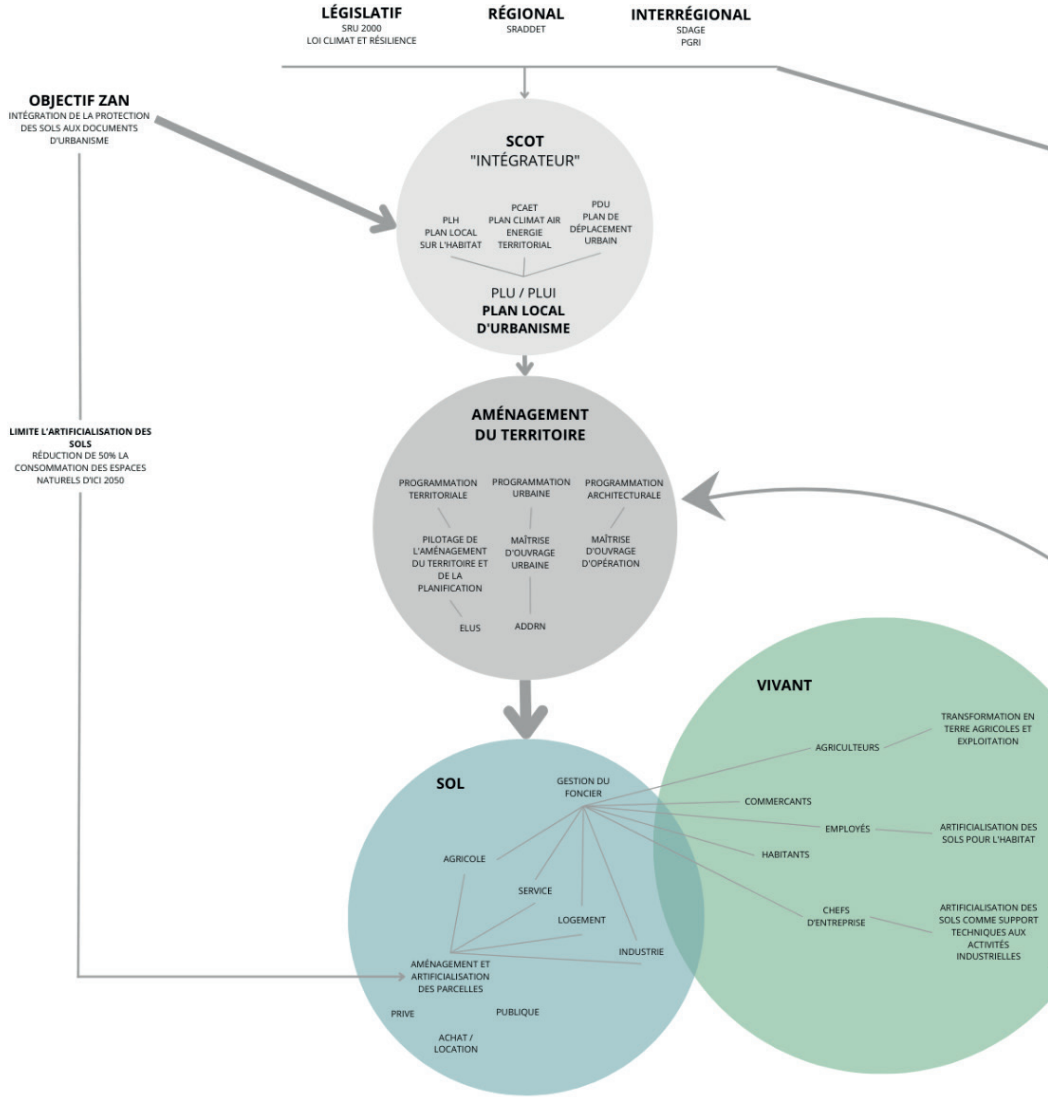 LÉGISLATIF
SRU 2000
LOI CLIMAT ET RÉSILIENCE
RÉGIONAL
SRADDET
INTERRÉGIONAL
SDAGE
PGRI
OBJECTIF ZAN
INTÉGRATION DE LA PROTECTION
DES SOLS AUX DOCUMENTS
D'URBANISME
SCOT
"INTÉGRATEUR"
PLH
PLAN LOCAL
SUR L'HABITAT
PCAET
PLAN CLIMAT AIR
ENERGIE
TERRITORIAL
PDU
PLAN DE
DÉPLACEMENT
URBAIN
PLU / PLUI
PLAN LOCAL
D'URBANISME
LIMITE L'ARTIFICIALISATION DES
SOLS
RÉDUCTION DE 50% LA
CONSOMMATION DES ESPACES
NATURELS D'ICI 2050
AMÉNAGEMENT
DU TERRITOIRE
PROGRAMMATION
TERRITORIALE
PROGRAMMATION
URBAINE
PROGRAMMATION
ARCHITECTURALE
PILOTAGE DE
L'AMÉNAGEMENT
DU TERRITOIRE ET
DE LA
PLANIFICATION
MAÎTRISE
D'OUVRAGE
URBAINE
MAÎTRISE
D'OUVRAGE
D'OPÉRATION
ELUS
ADDRN
VIVANT
AGRICULTEURS
TRANSFORMATION EN
TERRE AGRICOLES ET
EXPLOITATION
COMMERCANTS
EMPLOYÉS
ARTIFICIALISATION DES
SOLS POUR L'HABITAT
HABITANTS
CHEFS
D'ENTREPRISE
ARTIFICIALISATION DES
SOLS COMME SUPPORT
TECHNIQUES AUX
ACTIVITÉS
INDUSTRIELLES
SOL
GESTION DU
FONCIER
AGRICOLE
SERVICE
LOGEMENT
INDUSTRIE
AMÉNAGEMENT ET
ARTIFICIALISATION
DES PARCELLES
PRIVE
PUBLIQUE
ACHAT /
LOCATION